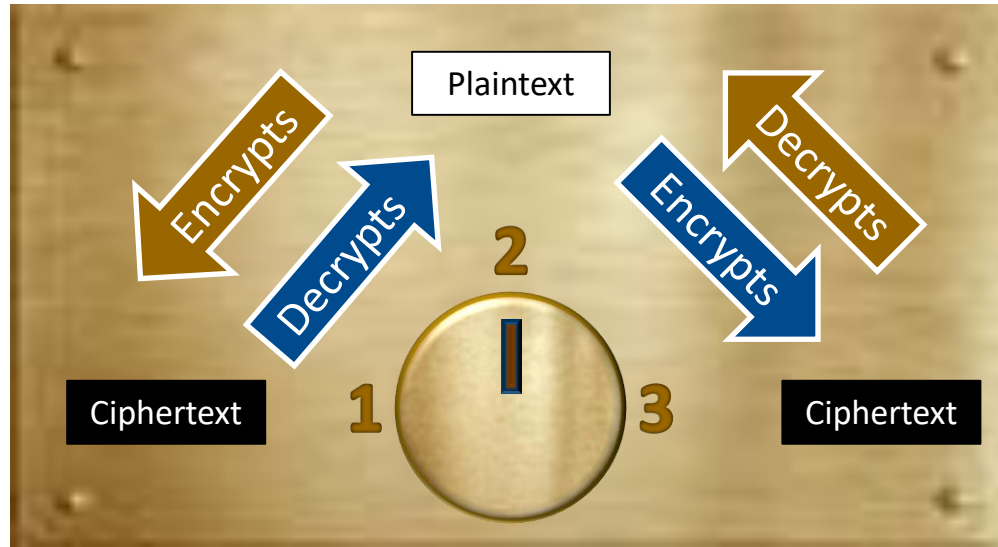 Plaintext
Encrypts
Decrypts
Encrypts
Decrypts
2
1
3
Ciphertext
Ciphertext